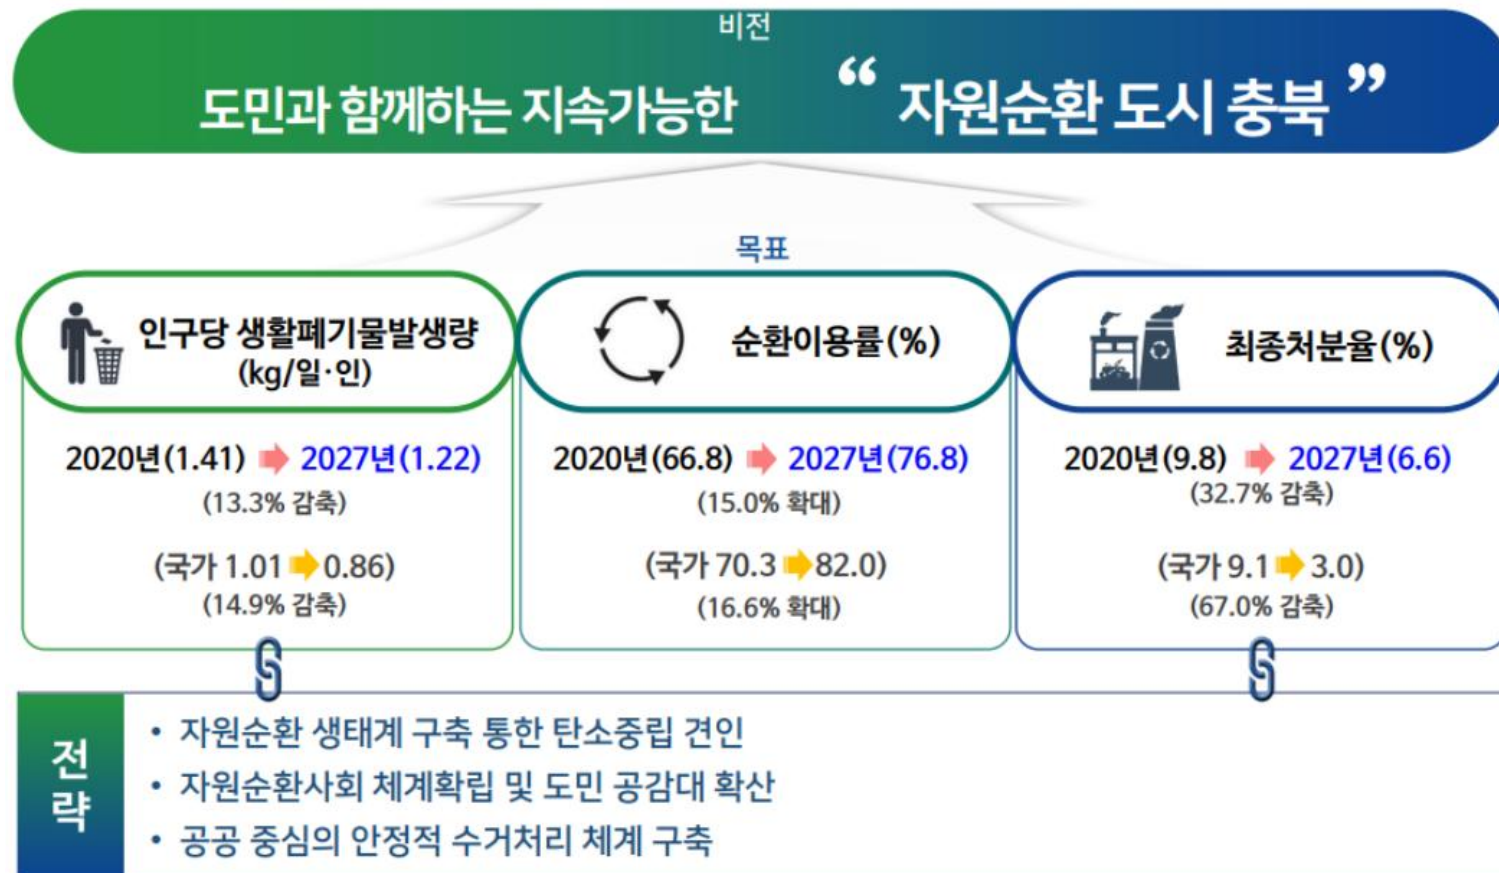 비전
도민과 함께하는 지속가능한 “ 자원순환 도시 충북 ”
목표
인구당 생활폐기물발생량
(kg/일·인)
2020년(1.41) 2027년(1.22)
(13.3% 감축)
(국가 1.01 0.86)
(14.9% 감축)
순환이용률(%)
2020년(66.8) 2027년(76.8)
(15.0% 확대)
(국가 70.3 82.0)
(16.6% 확대)
최종처분율(%)
2020년(9.8) 2027년(6.6)
(32.7% 감축)
(국가 9.1 3.0)
(67.0% 감축)
전략
• 자원순환 생태계 구축 통한 탄소중립 견인
• 자원순환사회 체계확립 및 도민 공감대 확산
• 공공 중심의 안정적 수거처리 체계 구축